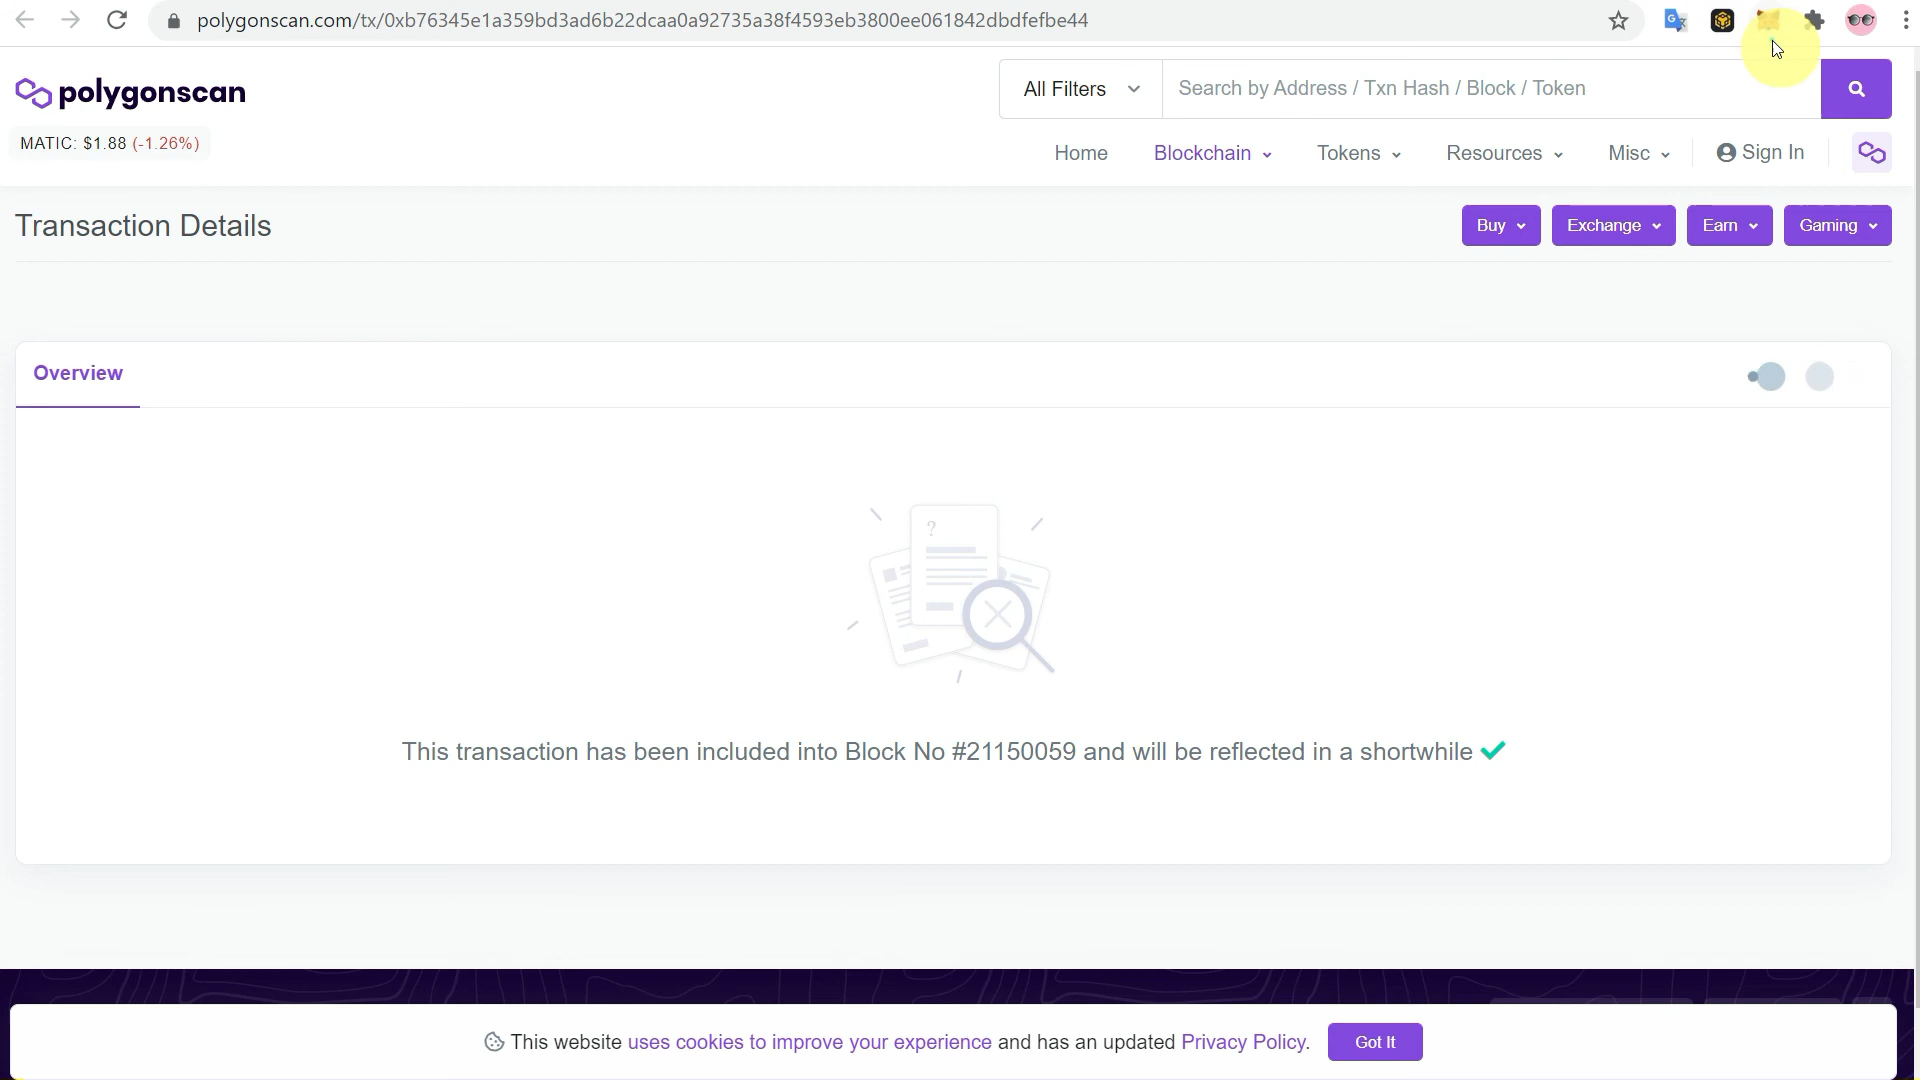 polygonscan.com/tx/0xb76345e1a359bd3ad6b22dcaa0a92735a38f4593eb3800ee061842dbdfefbe44
polygonscan
All Filters
Search by Address / Txn Hash / Block / Token
MATIC: $1.88 (-1.26%)
Home Blockchain Tokens Resources Misc Sign In
Transaction Details
Buy Exchange Earn Gaming
Overview
?
This transaction has been included into Block No #21150059 and will be reflected in a shortwhile
This website uses cookies to improve your experience and has an updated Privacy Policy. Got It